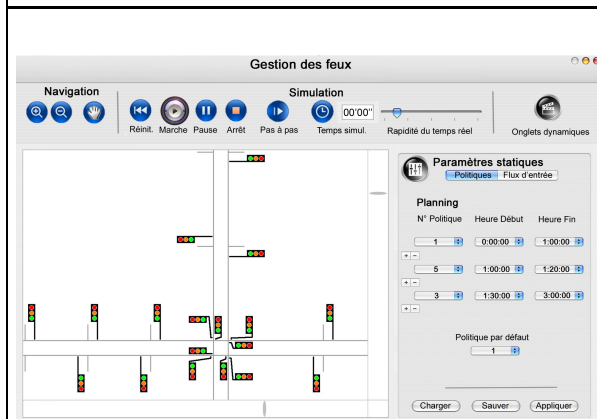 Gestion des feux
Navigation
Simulation
00'00"
Réinit. Marche Pause Arrêt Pas à pas Temps simul. Rapidité du temps réel Onglets dynamiques
Paramètres statiques
Politiques Flux d'entrée
Planning
N° Politique Heure Début Heure Fin
1 0:00:00 1:00:00
+ -
5 1:00:00 1:20:00
+ -
3 1:30:00 3:00:00
+ -
Politique par défaut
1
Charger Sauver Appliquer